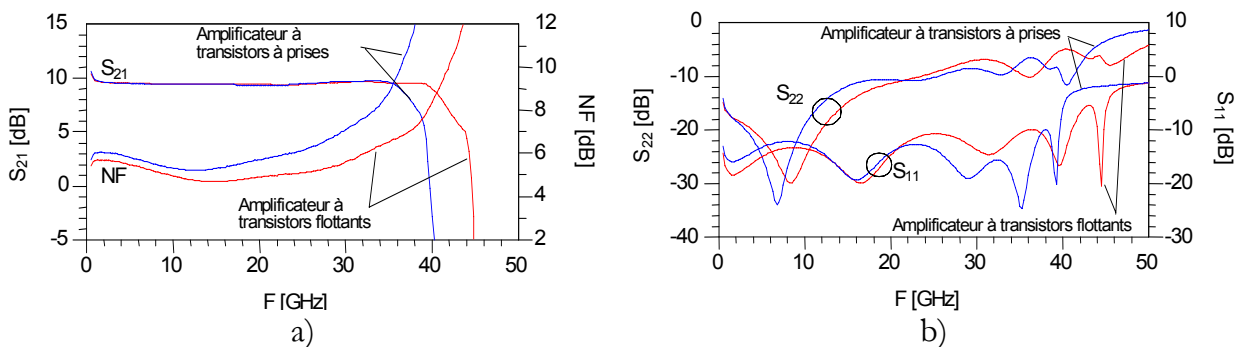 15
10
5
0
-5
S21 [dB]
12
10
8
6
4
2
NF [dB]
0
10
20
30
40
50
F [GHz]
Amplificateur à
transistors à prises
S21
NF
Amplificateur à
transistors flottants
a)
0
-10
-20
-30
-40
S22 [dB]
10
0
-10
-20
-30
S11 [dB]
0
10
20
30
40
50
F [GHz]
Amplificateur à transistors à prises
S22
S11
Amplificateur à transistors flottants
b)